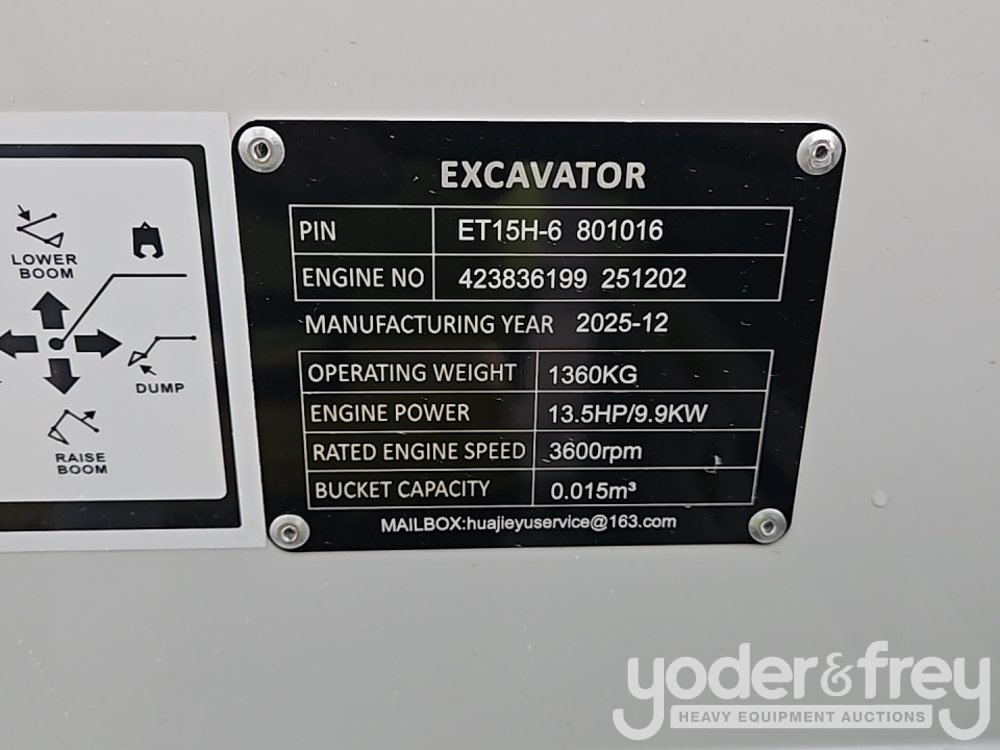 EXCAVATOR
PIN ET15H-6 801016
ENGINE NO 423836199 251202
MANUFACTURING YEAR 2025-12
OPERATING WEIGHT 1360KG
ENGINE POWER 13.5HP/9.9KW
RATED ENGINE SPEED 3600rpm
BUCKET CAPACITY 0.015m³
MAILBOX:huajieyuservice@163.com
LOWER
BOOM
DUMP
RAISE
BOOM
yoder&frey
HEAVY EQUIPMENT AUCTIONS